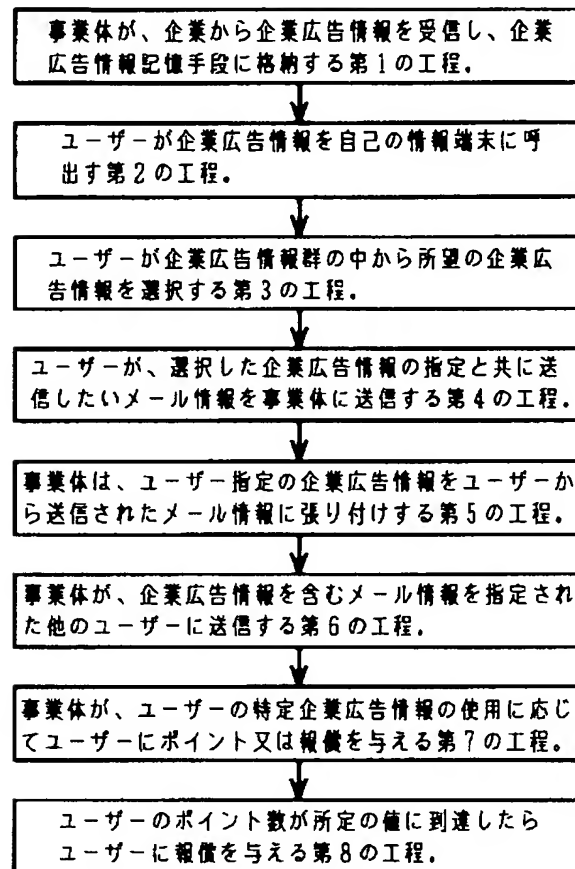 事業体が、企業から企業広告情報を受信し、企業
広告情報記憶手段に格納する第1の工程.
ユーザーが企業広告情報を自己の情報端末に呼
出す第2の工程。
ユーザーが企業広告情報群の中から所望の企業広
告情報を選択する第3の工程.
ユーザーが、選択した企業広告情報の指定と共に送
信したいメール情報を事業体に送信する第4の工程.
事業体は、ユーザー指定の企業広告情報をユーザーか
ら送信されたメール情報に張り付けする第5の工程.
事業体が、企業広告情報を含むメール情報を指定され
た他のユーザーに送信する第6の工程.
事業体が、ユーザーの特定企業広告情報の使用に応じ
てユーザーにポイント又は報償を与える第7の工程.
ユーザーのポイント数が所定の値に到達したら
ユーザーに報償を与える第8の工程.